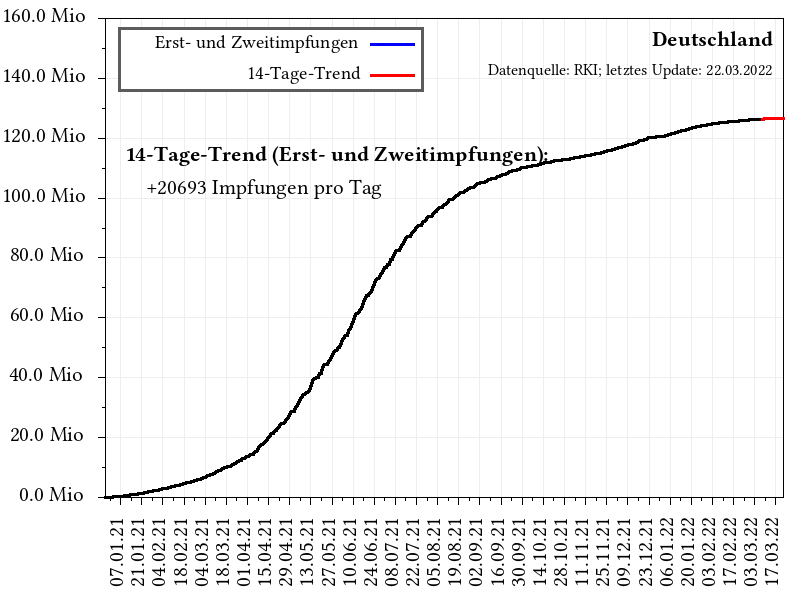 160.0 Mio
140.0 Mio
120.0 Mio
100.0 Mio
80.0 Mio
60.0 Mio
40.0 Mio
20.0 Mio
0.0 Mio
Erst- und Zweitimpfungen
14-Tage-Trend
Deutschland
Datenquelle: RKI; letztes Update: 22.03.2022
14-Tage-Trend (Erst- und Zweitimpfungen):
+20693 Impfungen pro Tag
07.01.21
21.01.21
04.02.21
18.02.21
04.03.21
18.03.21
01.04.21
15.04.21
29.04.21
13.05.21
27.05.21
10.06.21
24.06.21
08.07.21
22.07.21
05.08.21
19.08.21
02.09.21
16.09.21
30.09.21
14.10.21
28.10.21
11.11.21
25.11.21
09.12.21
23.12.21
06.01.22
20.01.22
03.02.22
17.02.22
03.03.22
17.03.22